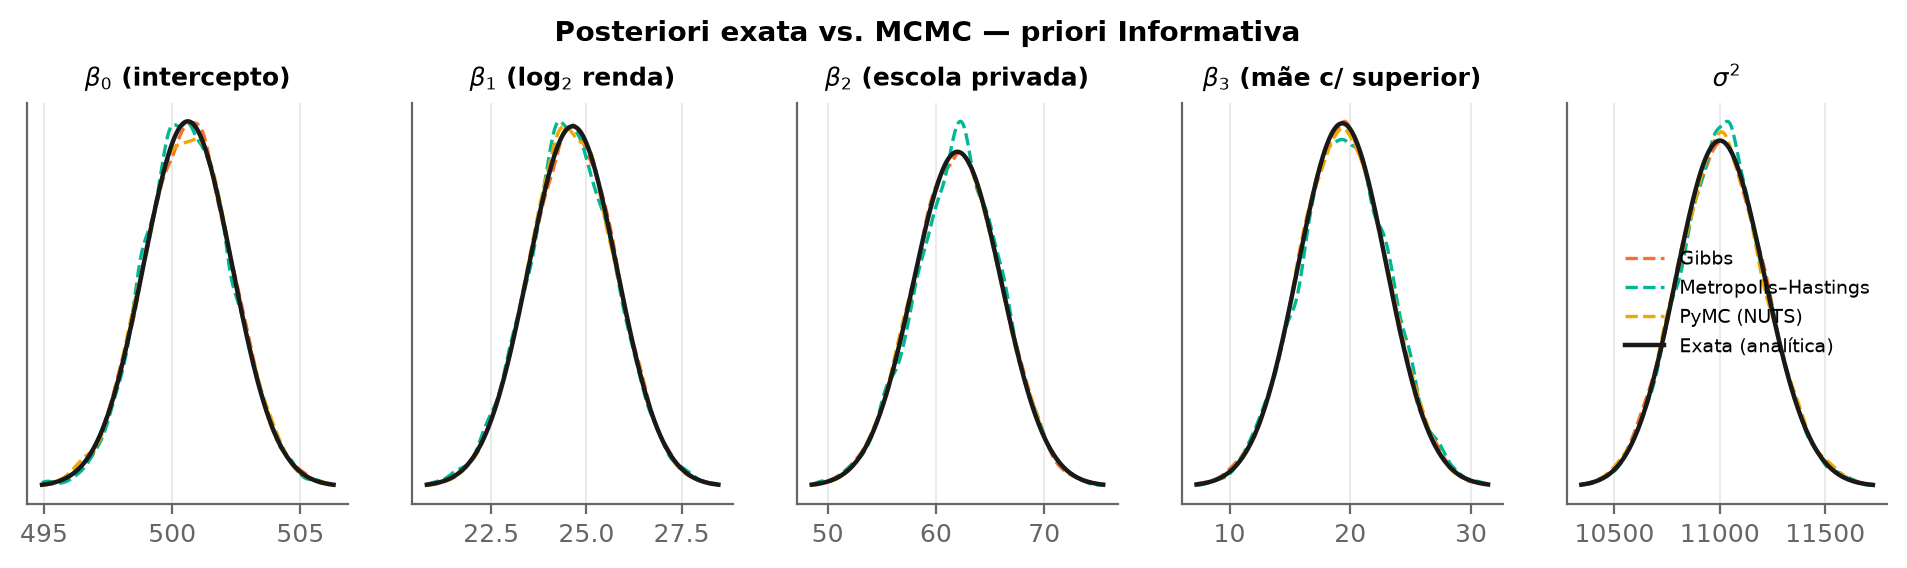 Posteriori exata vs. MCMC — priori Informativa
β₀ (intercepto)
β₁ (log₂ renda)
β₂ (escola privada)
β₃ (mãe c/ superior)
σ²
Gibbs
Metropolis–Hastings
PyMC (NUTS)
Exata (analítica)
495 500 505
22.5 25.0 27.5
50 60 70
10 20 30
10500 11000 11500